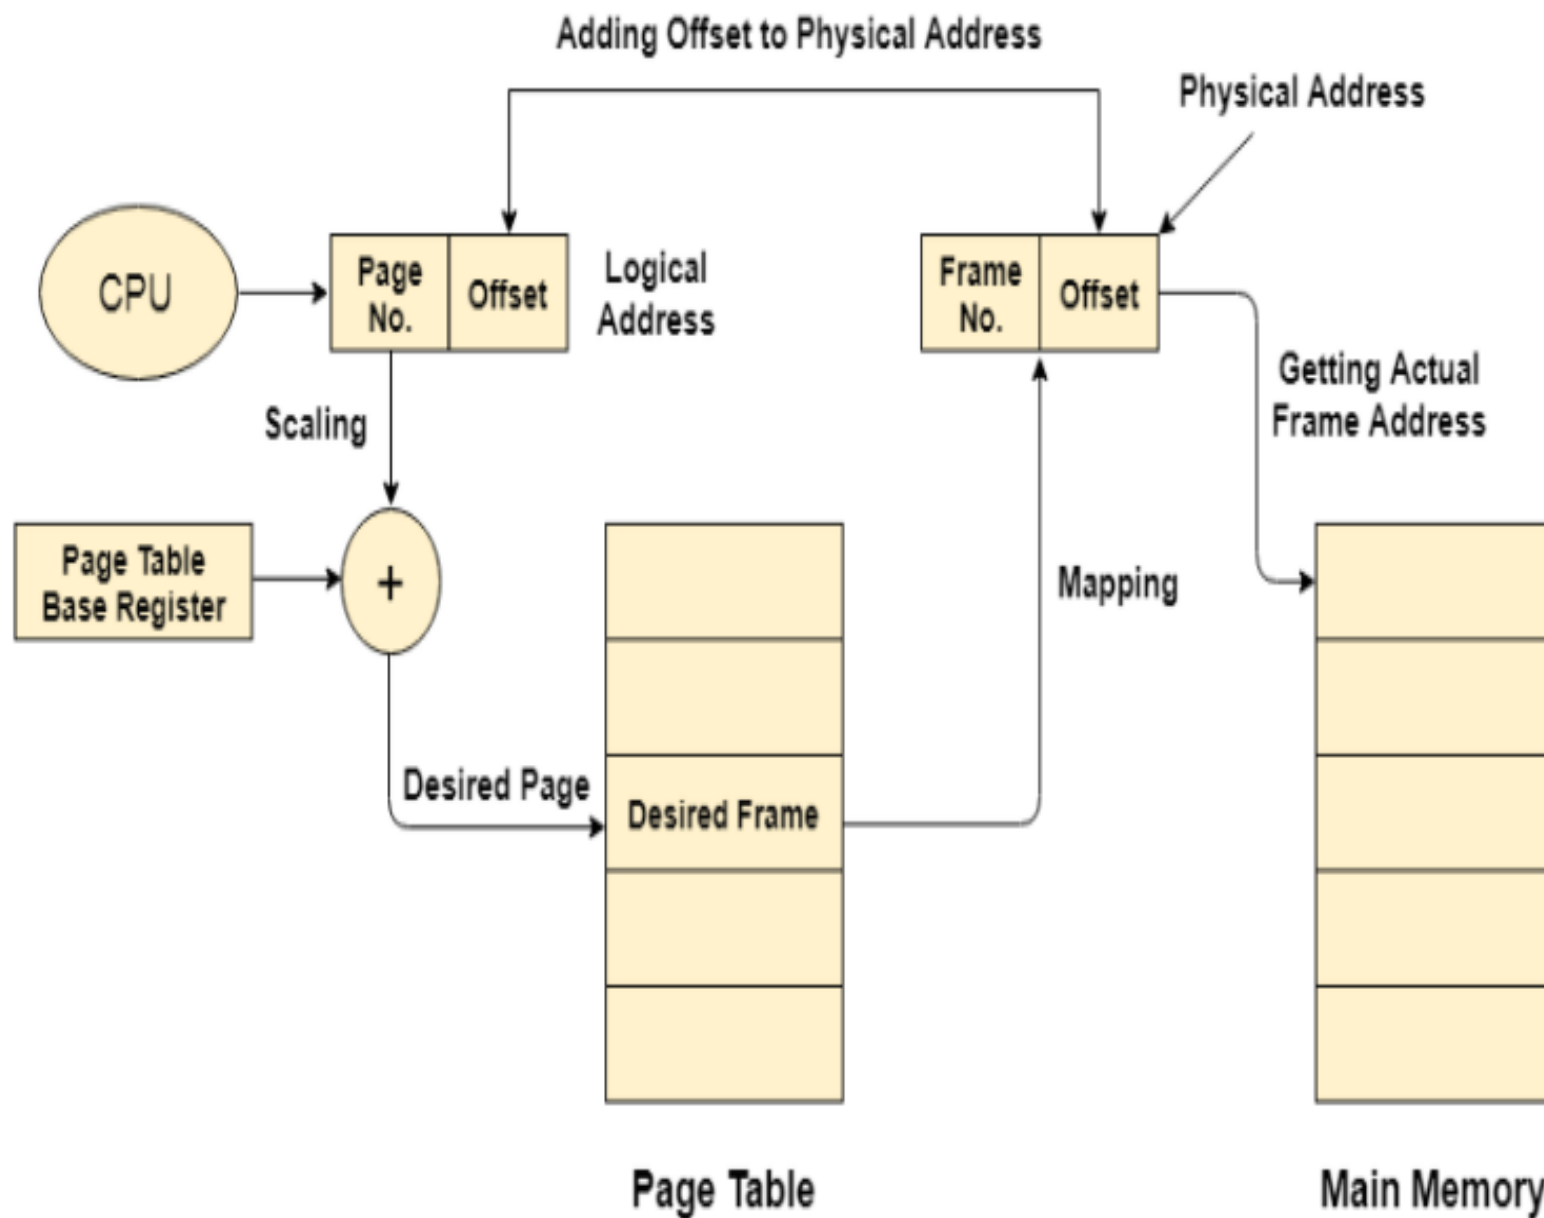 Adding Offset to Physical Address
Physical Address
CPU
Page
No.
Offset
Logical
Address
Frame
No.
Offset
Getting Actual
Frame Address
Scaling
Page Table
Base Register
+
Mapping
Desired Page
Desired Frame
Page Table
Main Memory